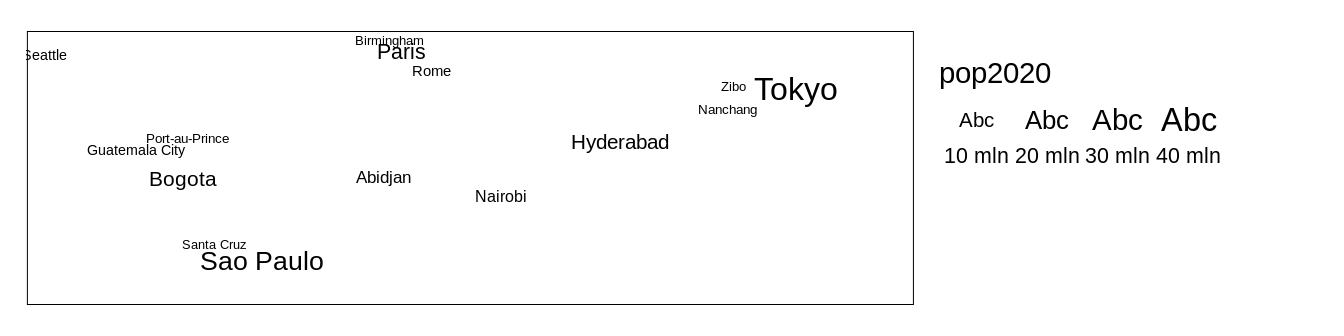 Birmingham
Seattle
Paris
Rome
Zibo
Tokyo
Nanchang
Port-au-Prince
Guatemala City
Hyderabad
Bogota
Abidjan
Nairobi
Santa Cruz
Sao Paulo
pop2020
Abc Abc Abc Abc
10 mln 20 mln 30 mln 40 mln